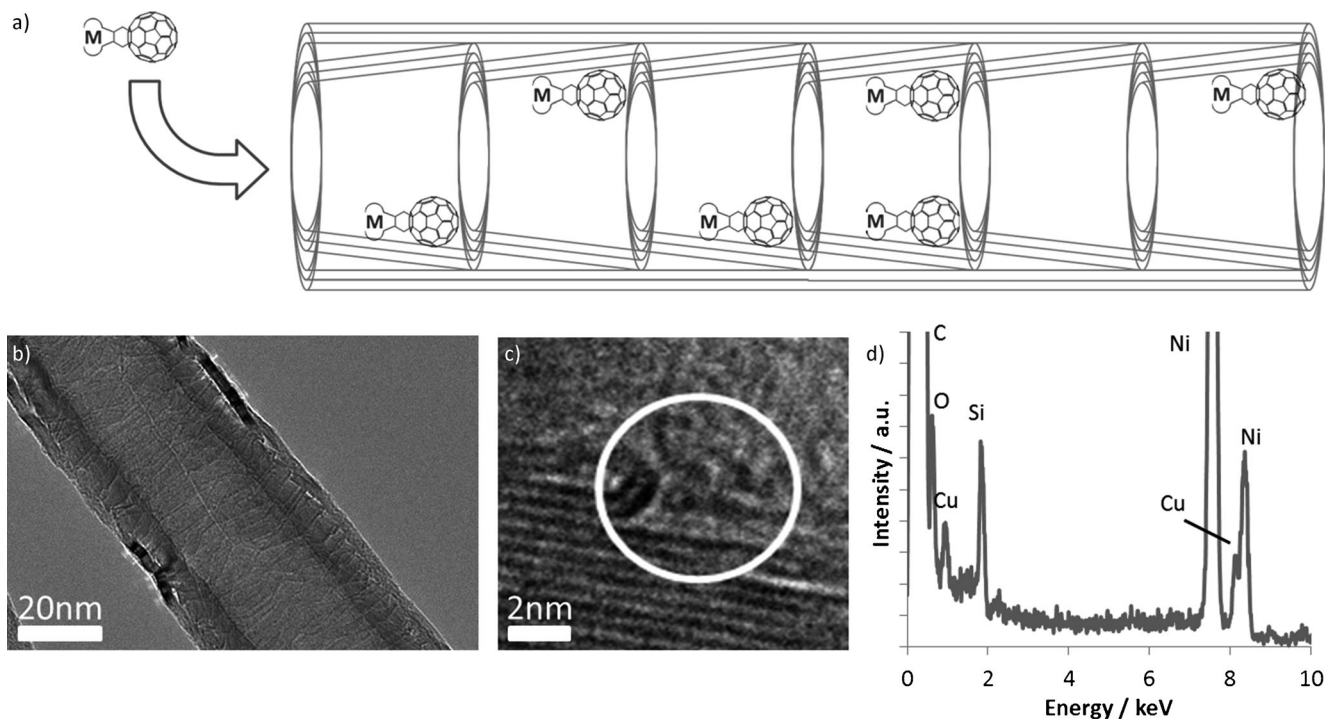 a)
M
M
M
M
M
M
M
b)
20nm
c)
2nm
d)
Intensity / a.u.
C
O
Cu
Si
Ni
Cu
Ni
0
2
4
6
8
10
Energy / keV